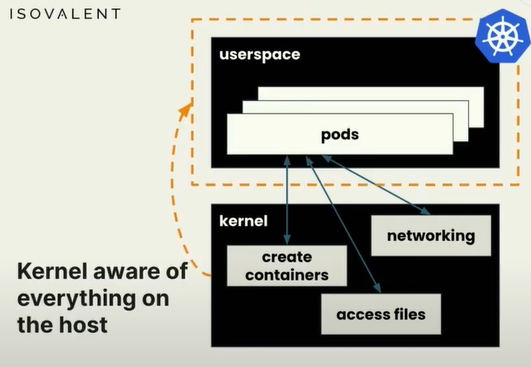 ISOVALENT
userspace
pods
kernel
networking
create
containers
access files
Kernel aware of
everything on
the host